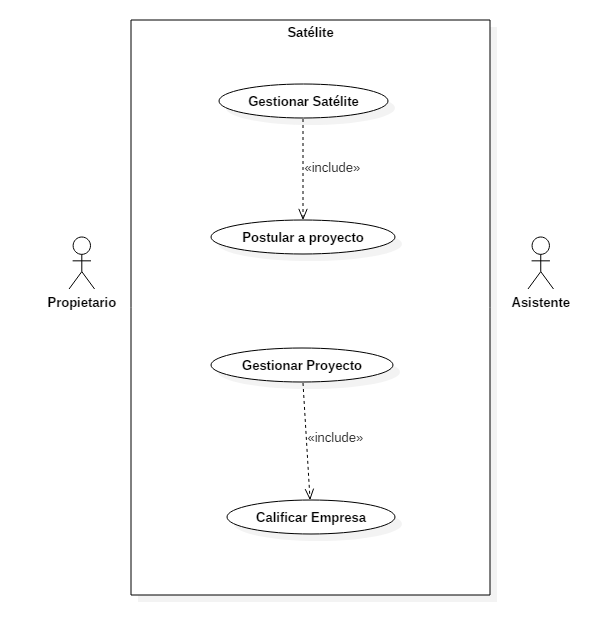 Satélite
Gestionar Satélite
«include»
Postular a proyecto
Propietario
Asistente
Gestionar Proyecto
«include»
Calificar Empresa